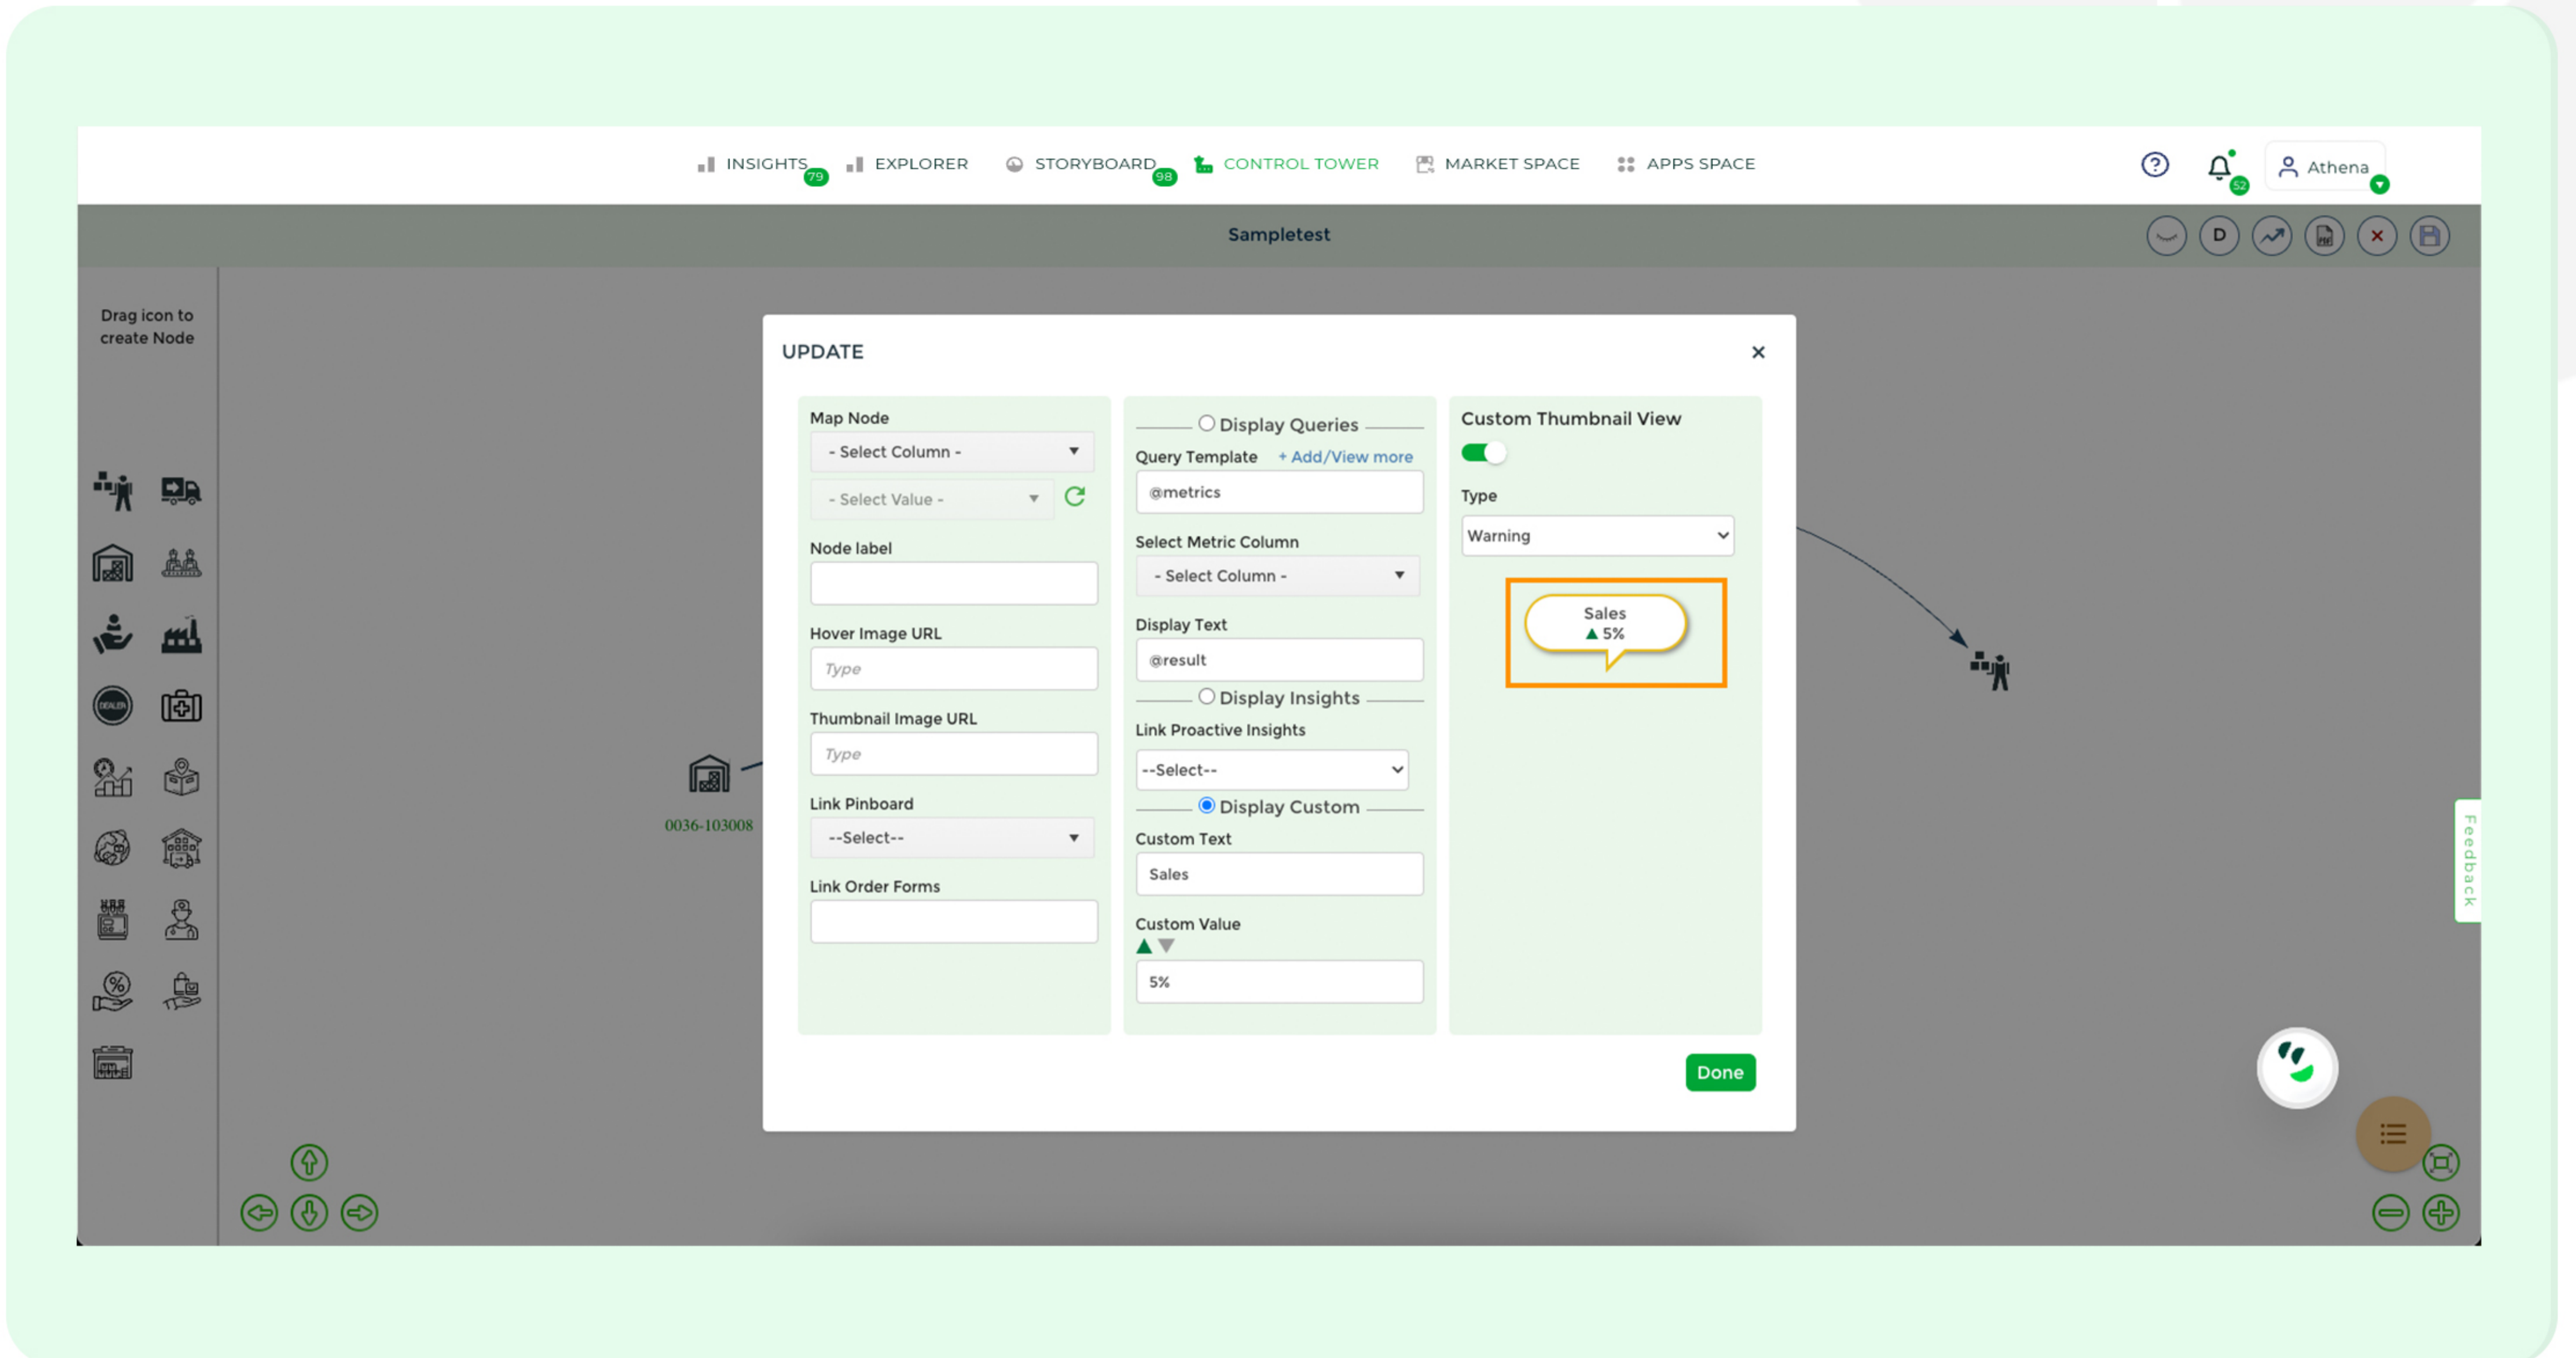 INSIGHTS
79
EXPLORER
STORYBOARD
98
CONTROL TOWER
MARKET SPACE
APPS SPACE
?
52
Athena
Sampletest
D
PDF
Drag icon to
create Node
DEALER
0036-103008
UPDATE
Map Node
- Select Column -
- Select Value -
Node label
Hover Image URL
Type
Thumbnail Image URL
Type
Link Pinboard
--Select--
Link Order Forms
Display Queries
Query Template + Add/View more
@metrics
Select Metric Column
- Select Column -
Display Text
@result
Display Insights
Link Proactive Insights
--Select--
Display Custom
Custom Text
Sales
Custom Value
5%
Custom Thumbnail View
Type
Warning
Sales
▲ 5%
Done
Feedback